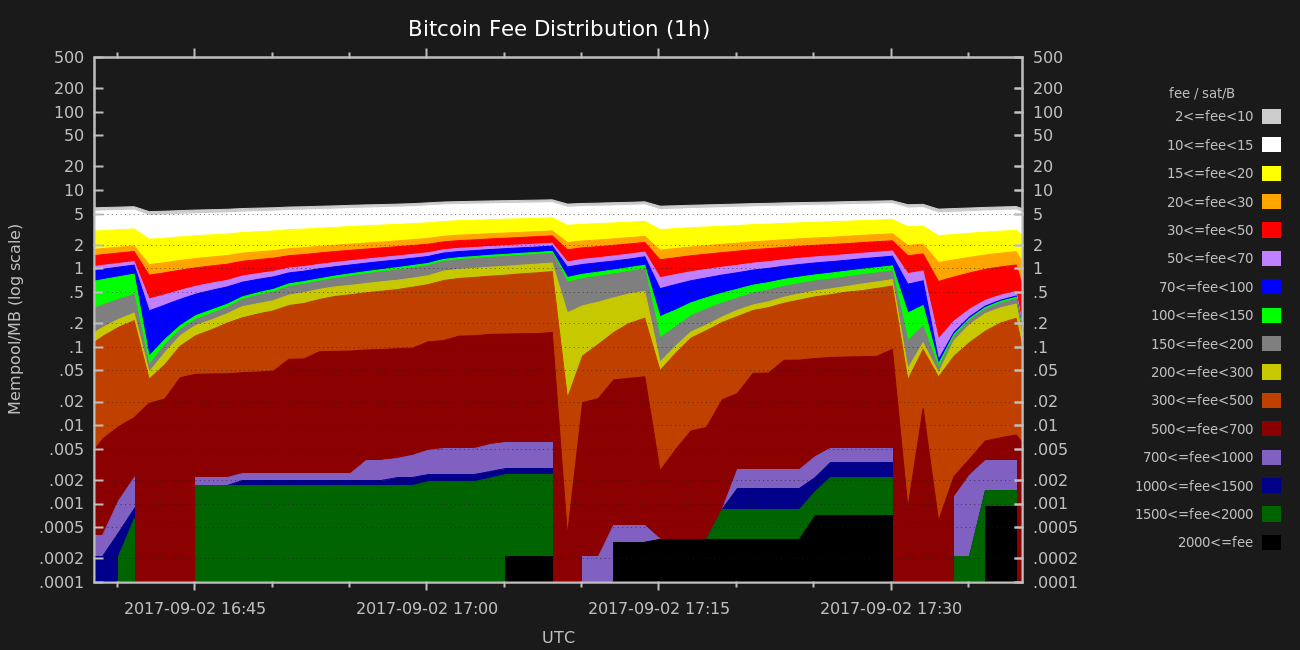 Bitcoin Fee Distribution (1h)
500 500
200 200
100 100
50 50
20 20
10 10
5 5
2 2
1 1
.5 .5
.2 .2
.1 .1
.05 .05
.02 .02
.01 .01
.005 .005
.002 .002
.001 .001
.0005 .0005
.0002 .0002
.0001 .0001
Mempool/MB (log scale)
2017-09-02 16:45 2017-09-02 17:00 2017-09-02 17:15 2017-09-02 17:30
UTC
fee / sat/B
2<=fee<10
10<=fee<15
15<=fee<20
20<=fee<30
30<=fee<50
50<=fee<70
70<=fee<100
100<=fee<150
150<=fee<200
200<=fee<300
300<=fee<500
500<=fee<700
700<=fee<1000
1000<=fee<1500
1500<=fee<2000
2000<=fee